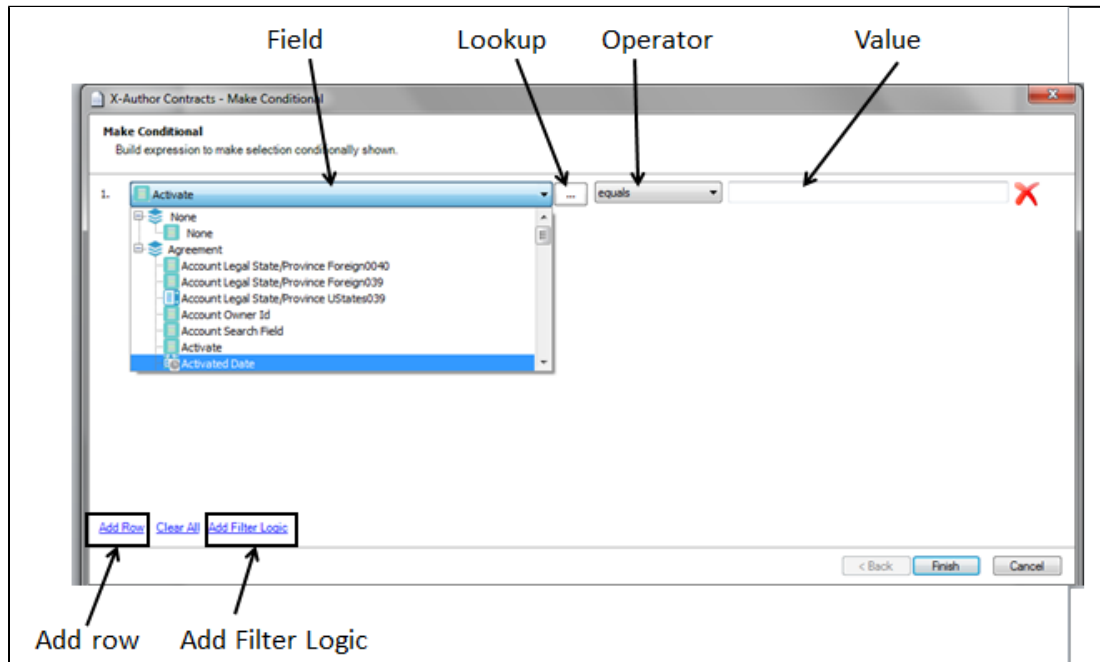 Field Lookup Operator Value
X-Author Contracts - Make Conditional
Make Conditional
Build expression to make selection conditionally shown.
1. Activate ... equals
None
None
Agreement
Account Legal State/Province Foreign0040
Account Legal State/Province Foreign039
Account Legal State/Province UStates039
Account Owner Id
Account Search Field
Activate
Activated Date
Add Row Clear All Add Filter Logic
< Back Finish Cancel
Add row Add Filter Logic